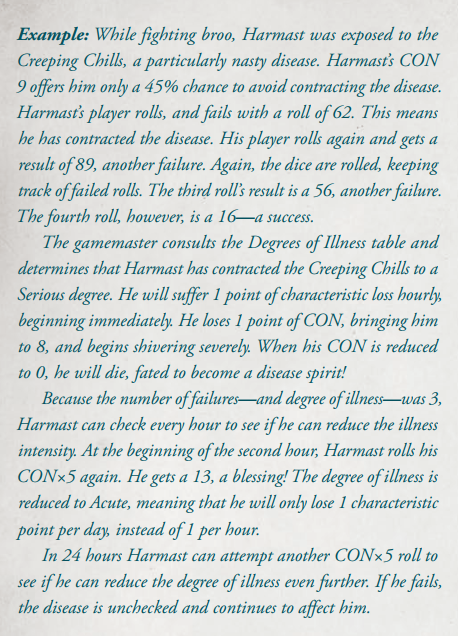 Example: While fighting broo, Harmast was exposed to the
Creeping Chills, a particularly nasty disease. Harmast's CON
9 offers him only a 45% chance to avoid contracting the disease.
Harmast's player rolls, and fails with a roll of 62. This means
he has contracted the disease. His player rolls again and gets a
result of 89, another failure. Again, the dice are rolled, keeping
track of failed rolls. The third roll's result is a 56, another failure.
The fourth roll, however, is a 16—a success.
The gamemaster consults the Degrees of Illness table and
determines that Harmast has contracted the Creeping Chills to a
Serious degree. He will suffer 1 point of characteristic loss hourly,
beginning immediately. He loses 1 point of CON, bringing him
to 8, and begins shivering severely. When his CON is reduced
to 0, he will die, fated to become a disease spirit!
Because the number of failures—and degree of illness—was 3,
Harmast can check every hour to see if he can reduce the illness
intensity. At the beginning of the second hour, Harmast rolls his
CON×5 again. He gets a 13, a blessing! The degree of illness is
reduced to Acute, meaning that he will only lose 1 characteristic
point per day, instead of 1 per hour.
In 24 hours Harmast can attempt another CON×5 roll to
see if he can reduce the degree of illness even further. If he fails,
the disease is unchecked and continues to affect him.